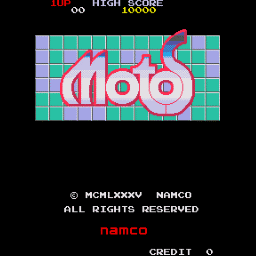 1UP HIGH SCORE
00 10000
Motos
© MCMLXXXV NAMCO
ALL RIGHTS RESERVED
namco
CREDIT 0